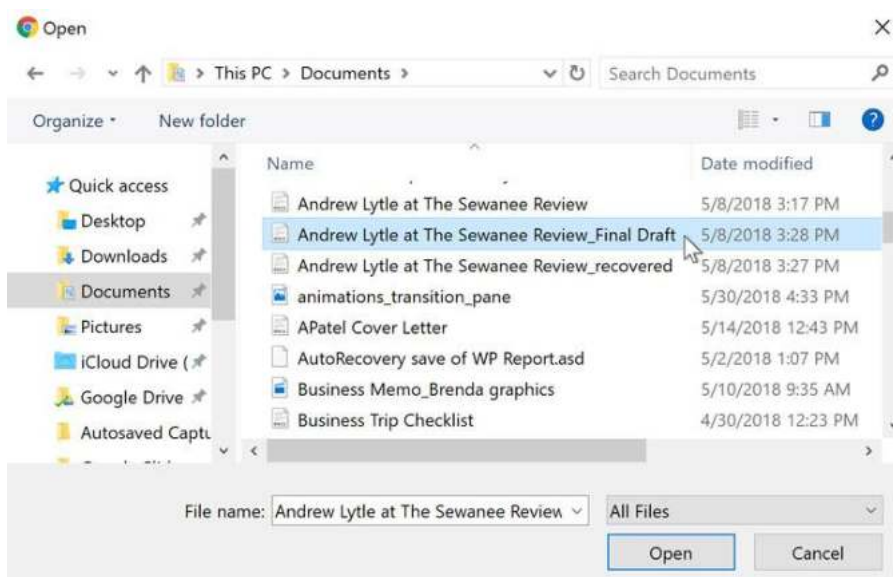 Open
This PC > Documents >
Search Documents
Organize
New folder
?
Name
Date modified
Quick access
Desktop
Downloads
Documents
Pictures
iCloud Drive (
Google Drive
Autosaved Captu
Andrew Lytle at The Sewanee Review 5/8/2018 3:17 PM
Andrew Lytle at The Sewanee Review_Final Draft 5/8/2018 3:28 PM
Andrew Lytle at The Sewanee Review_recovered 5/8/2018 3:27 PM
animations_transition_pane 5/30/2018 4:33 PM
APatel Cover Letter 5/14/2018 12:43 PM
AutoRecovery save of WP Report.asd 5/2/2018 1:07 PM
Business Memo_Brenda graphics 5/10/2018 9:35 AM
Business Trip Checklist 4/30/2018 12:23 PM
File name: Andrew Lytle at The Sewanee Review
All Files
Open
Cancel